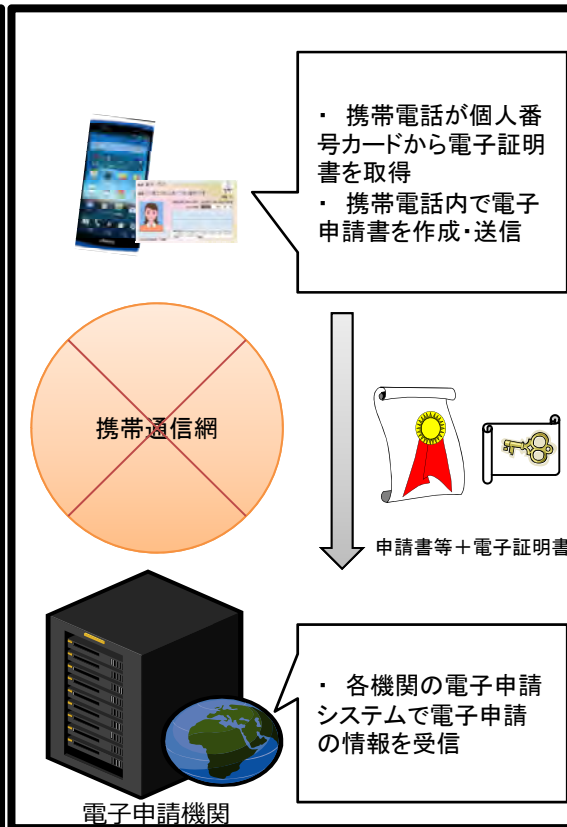 ・ 携帯電話が個人番
号カードから電子証明
書を取得
・ 携帯電話内で電子
申請書を作成・送信
携帯通信網
申請書等＋電子証明書
・ 各機関の電子申請
システムで電子申請
の情報を受信
電子申請機関